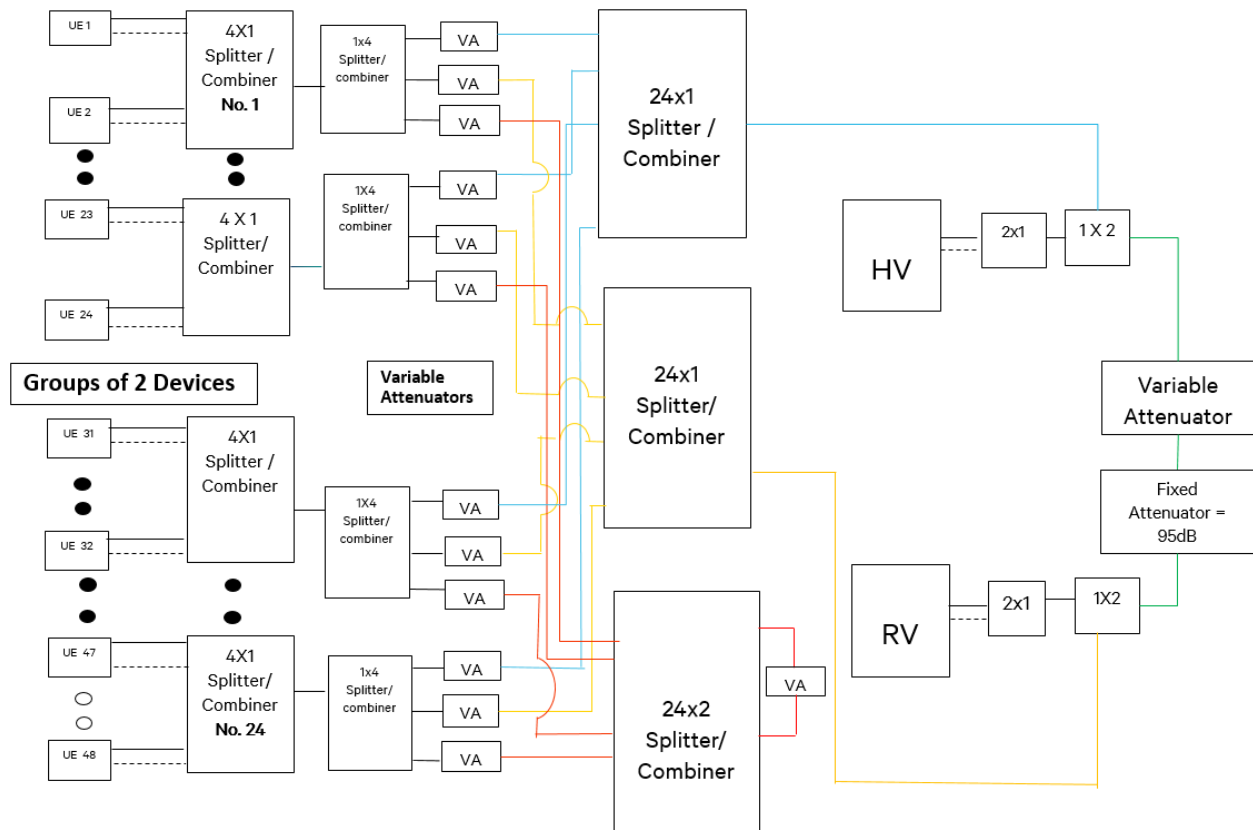 UE 1
4X1
Splitter /
Combiner
No. 1
1x4
Splitter/
combiner
VA
VA
VA
UE 2
UE 23
4 X 1
Splitter/
Combiner
1X4
Splitter/
combiner
VA
VA
VA
UE 24
Groups of 2 Devices
Variable
Attenuators
UE 31
4X1
Splitter /
Combiner
1X4
Splitter/
combiner
VA
VA
VA
UE 32
UE 47
4X1
Splitter/
Combiner
No. 24
1x4
Splitter/
combiner
VA
VA
VA
UE 48
24x1
Splitter /
Combiner
24x1
Splitter/
Combiner
24x2
Splitter/
Combiner
VA
HV
2x1
1 X 2
Variable
Attenuator
Fixed
Attenuator =
95dB
RV
2x1
1X2